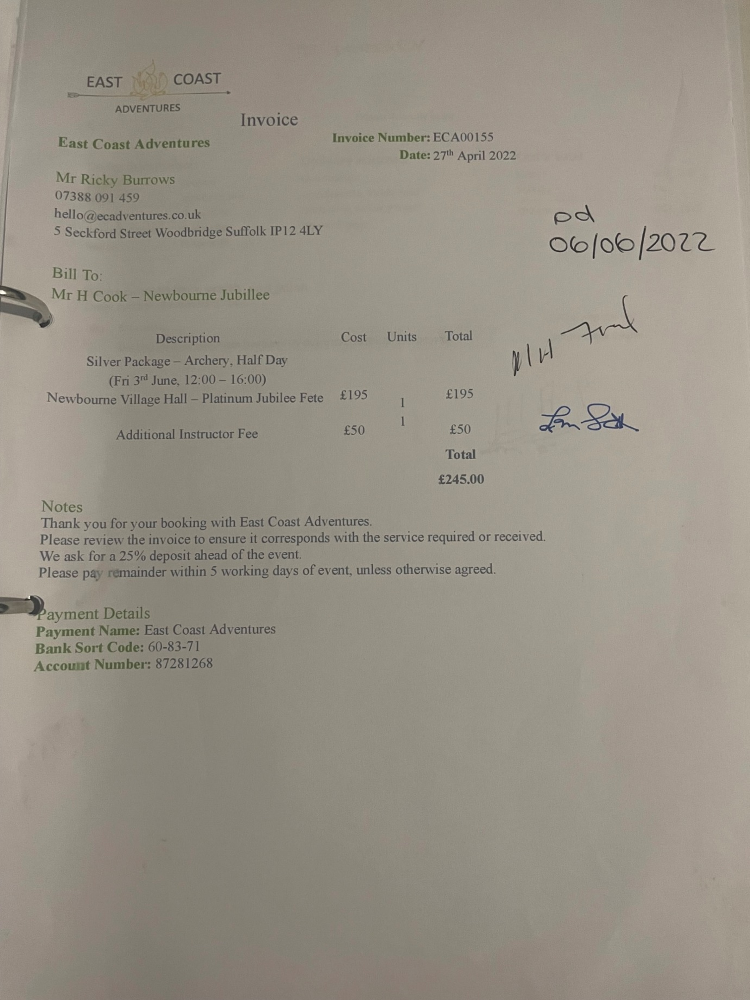 EAST COAST
ADVENTURES
Invoice
East Coast Adventures
Invoice Number: ECA00155
Date: 27th April 2022
Mr Ricky Burrows
07388 091 459
hello@ecadventures.co.uk
5 Seckford Street Woodbridge Suffolk IP12 4LY
pd
06/06/2022
Bill To:
Mr H Cook – Newbourne Jubillee
Description Cost Units Total
Silver Package – Archery, Half Day
(Fri 3rd June, 12:00 – 16:00)
Newbourne Village Hall – Platinum Jubilee Fete £195 1 £195
Additional Instructor Fee £50 1 £50
Total
£245.00
V/H
Notes
Thank you for your booking with East Coast Adventures.
Please review the invoice to ensure it corresponds with the service required or received.
We ask for a 25% deposit ahead of the event.
Please pay remainder within 5 working days of event, unless otherwise agreed.
Payment Details
Payment Name: East Coast Adventures
Bank Sort Code: 60-83-71
Account Number: 87281268